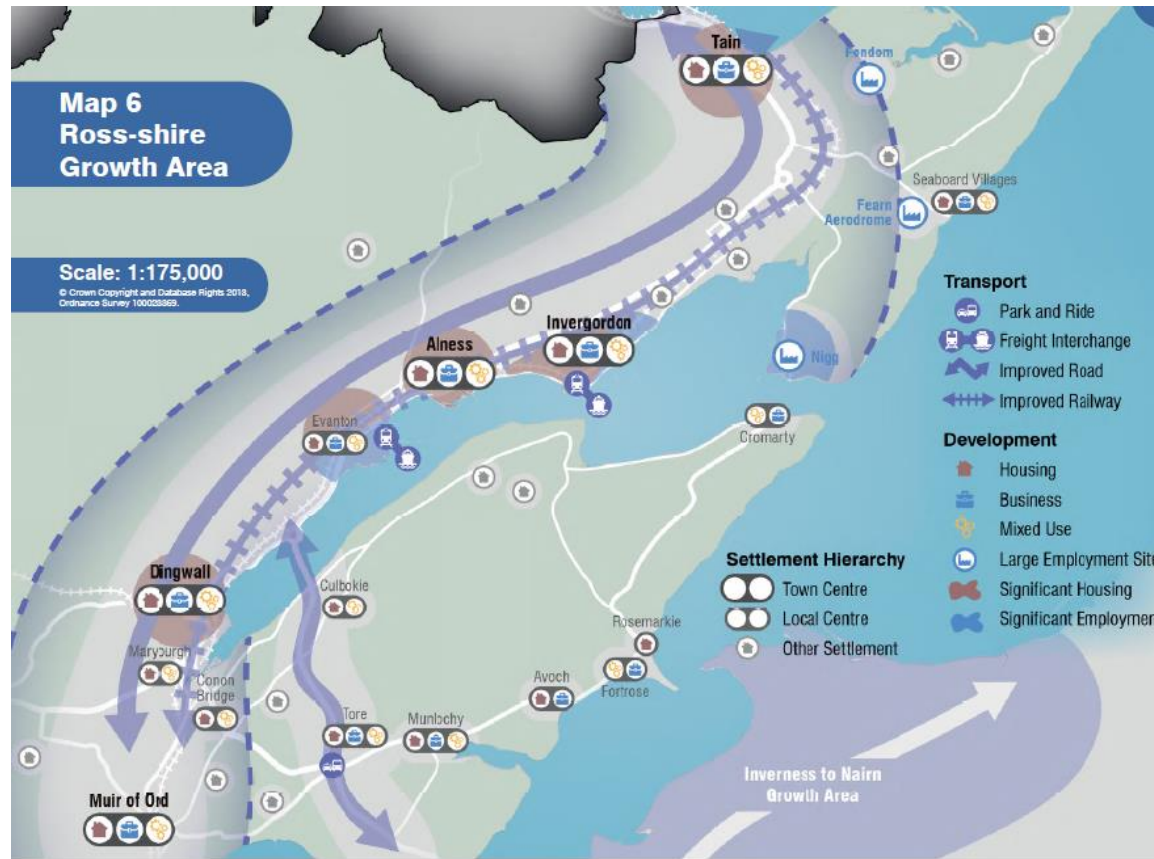 Map 6
Ross-shire
Growth Area
Scale: 1:175,000
© Crown Copyright and Database Rights 2018,
Ordnance Survey 100023369.
Tain
Fendom
Seaboard Villages
Fearn
Aerodrome
Invergordon
Alness
Nigg
Evanton
Cromarty
Dingwall
Culbokie
Maryburgh
Conon
Bridge
Rosemarkie
Avoch
Fortrose
Tore
Munlochy
Muir of Ord
Inverness to Nairn
Growth Area
Transport
Park and Ride
Freight Interchange
Improved Road
Improved Railway
Development
Housing
Business
Mixed Use
Large Employment Site
Significant Housing
Significant Employmen
Settlement Hierarchy
Town Centre
Local Centre
Other Settlement